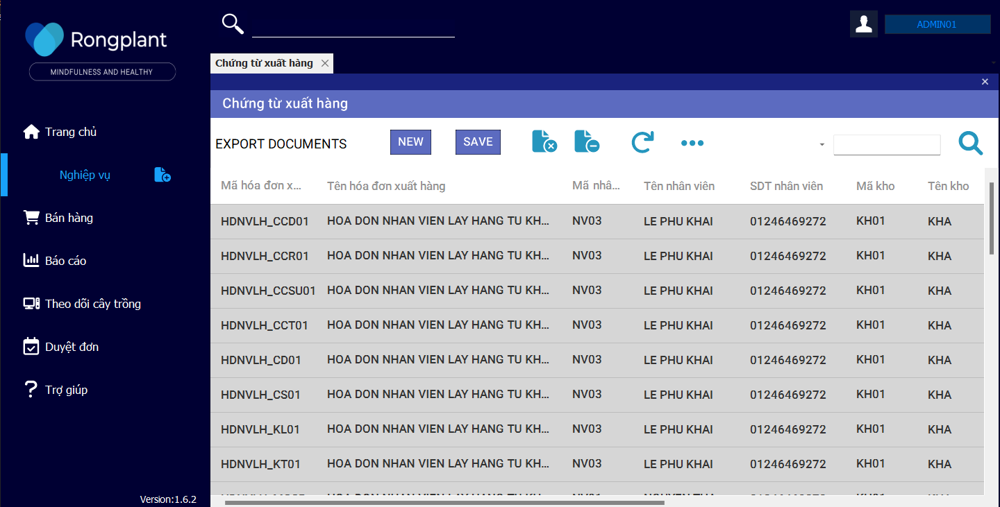 Rongplant
MINDFULNESS AND HEALTHY
ADMIN01
Trang chủ
Nghiệp vụ
Bán hàng
Báo cáo
Theo dõi cây trồng
Duyệt đơn
Trợ giúp
Version:1.6.2
Chứng từ xuất hàng
Chứng từ xuất hàng
EXPORT DOCUMENTS NEW SAVE
Mã hóa đơn x... Tên hóa đơn xuất hàng Mã nhâ... Tên nhân viên SDT nhân viên Mã kho Tên kho
HDNVLH_CCD01 HOA DON NHAN VIEN LAY HANG TU KH... NV03 LE PHU KHAI 01246469272 KH01 KHA
HDNVLH_CCR01 HOA DON NHAN VIEN LAY HANG TU KH... NV03 LE PHU KHAI 01246469272 KH01 KHA
HDNVLH_CCSU01 HOA DON NHAN VIEN LAY HANG TU KH... NV03 LE PHU KHAI 01246469272 KH01 KHA
HDNVLH_CCT01 HOA DON NHAN VIEN LAY HANG TU KH... NV03 LE PHU KHAI 01246469272 KH01 KHA
HDNVLH_CD01 HOA DON NHAN VIEN LAY HANG TU KH... NV03 LE PHU KHAI 01246469272 KH01 KHA
HDNVLH_CS01 HOA DON NHAN VIEN LAY HANG TU KH... NV03 LE PHU KHAI 01246469272 KH01 KHA
HDNVLH_KL01 HOA DON NHAN VIEN LAY HANG TU KH... NV03 LE PHU KHAI 01246469272 KH01 KHA
HDNVLH_KT01 HOA DON NHAN VIEN LAY HANG TU KH... NV03 LE PHU KHAI 01246469272 KH01 KHA